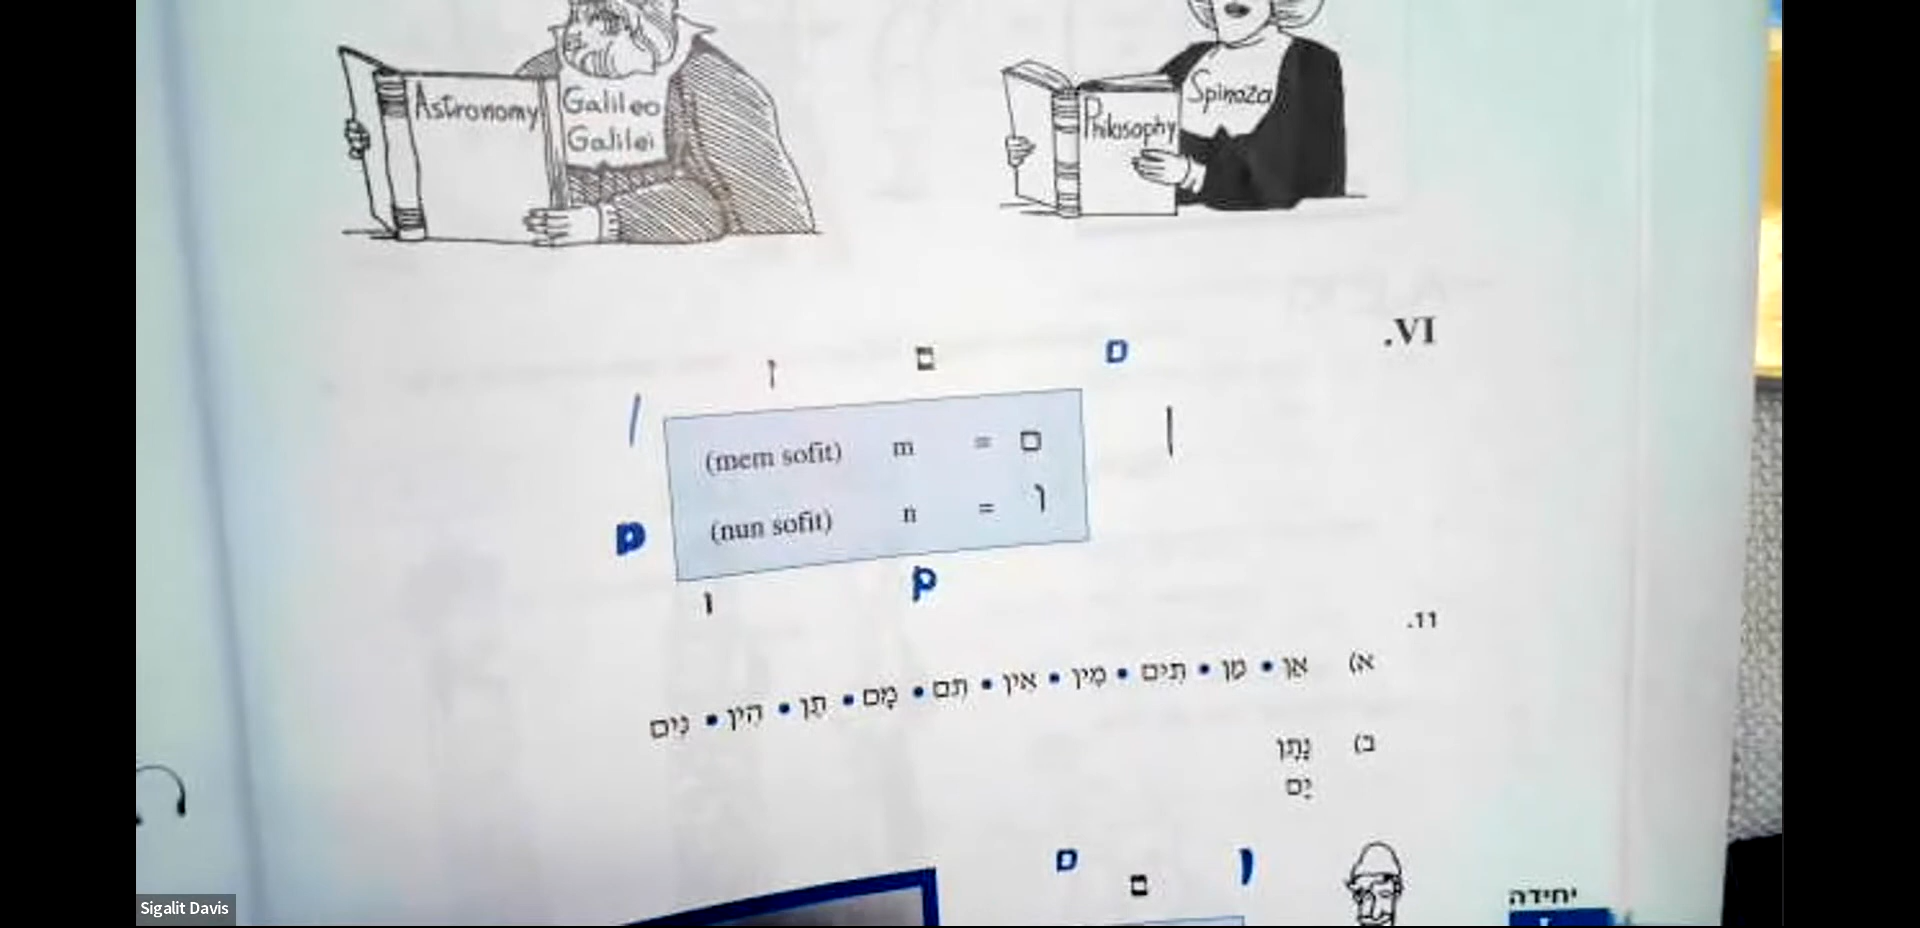 Astronomy
Galileo
Galilei
Spinoza
Philosophy
.VI
ן ם ם
ן ן
(mem sofit) m = ם
(nun sofit) n = ן
ם
ם
ן
.11
א) אַן • מַן • תִים • מִין • אִין • תִם • מָם • תַן • הִין • נִים
ב) נָתָן
יָם
ם ם ן
יחידה
Sigalit Davis